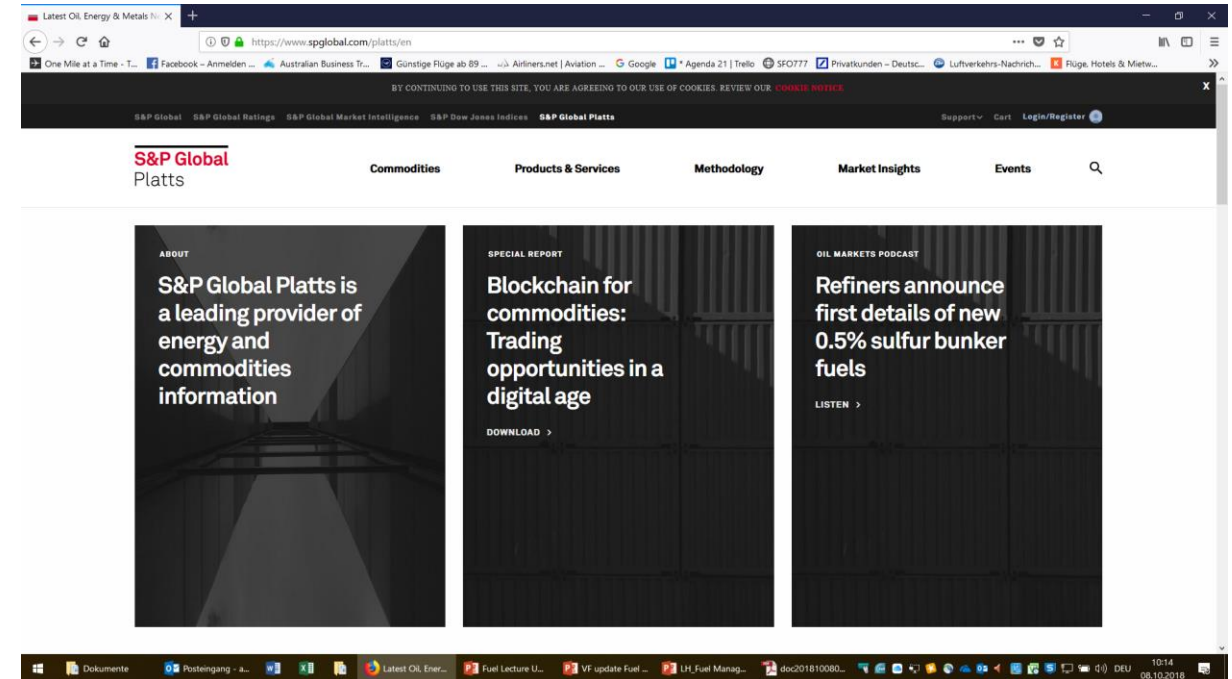 Latest Oil, Energy & Metals Ne
https://www.spglobal.com/platts/en
One Mile at a Time - T... Facebook – Anmelden ... Australian Business Tr... Günstige Flüge ab 89 ... Airliners.net | Aviation ... Google * Agenda 21 | Trello SFO777 Privatkunden – Deutsc... Luftverkehrs-Nachrich... Flüge, Hotels & Mietw...
BY CONTINUING TO USE THIS SITE, YOU ARE AGREEING TO OUR USE OF COOKIES. REVIEW OUR COOKIE NOTICE X
S&P Global S&P Global Ratings S&P Global Market Intelligence S&P Dow Jones Indices S&P Global Platts Support Cart Login/Register
S&P Global
Platts
Commodities Products & Services Methodology Market Insights Events
ABOUT
S&P Global Platts is
a leading provider of
energy and
commodities
information
SPECIAL REPORT
Blockchain for
commodities:
Trading
opportunities in a
digital age
DOWNLOAD >
OIL MARKETS PODCAST
Refiners announce
first details of new
0.5% sulfur bunker
fuels
LISTEN >
Dokumente Posteingang - a... Latest Oil, Ener... Fuel Lecture U... VF update Fuel ... LH_Fuel Manag... doc201810080... DEU 10:14
08.10.2018